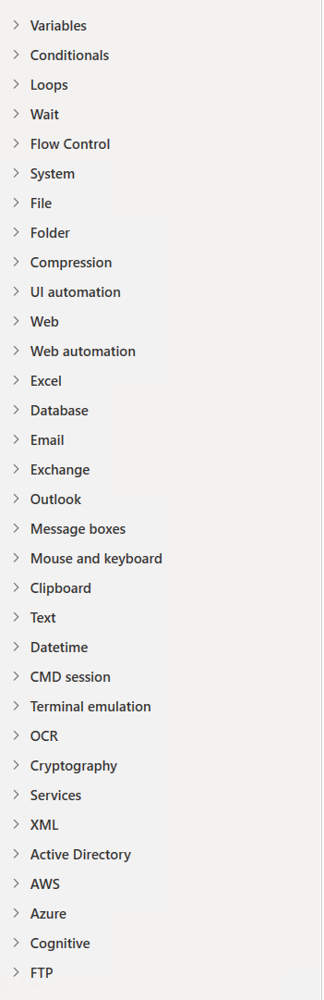 Variables
Conditionals
Loops
Wait
Flow Control
System
File
Folder
Compression
UI automation
Web
Web automation
Excel
Database
Email
Exchange
Outlook
Message boxes
Mouse and keyboard
Clipboard
Text
Datetime
CMD session
Terminal emulation
OCR
Cryptography
Services
XML
Active Directory
AWS
Azure
Cognitive
FTP